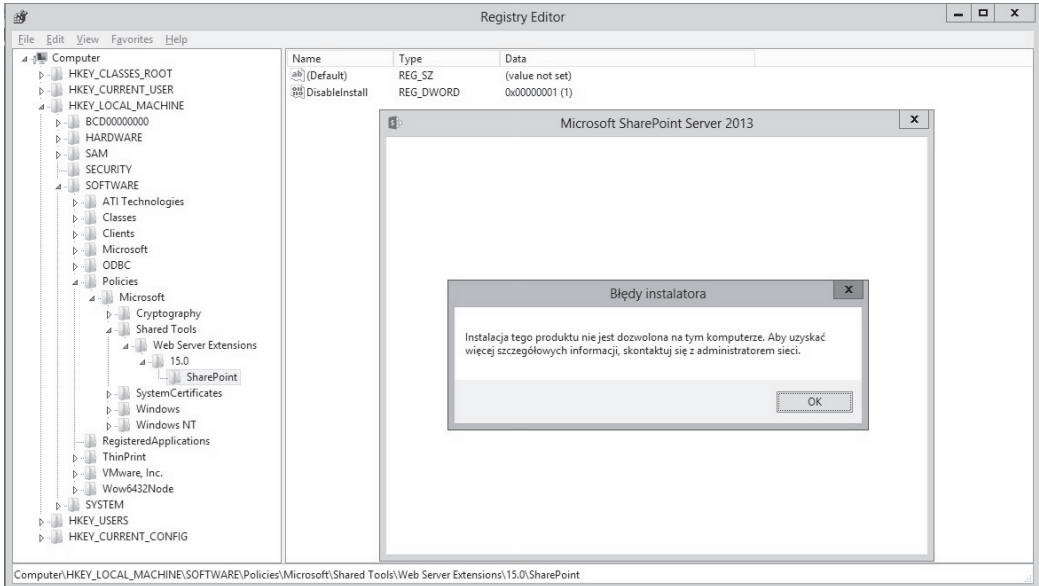 Registry Editor
File Edit View Favorites Help
Computer
HKEY_CLASSES_ROOT
HKEY_CURRENT_USER
HKEY_LOCAL_MACHINE
BCD00000000
HARDWARE
SAM
SECURITY
SOFTWARE
ATI Technologies
Classes
Clients
Microsoft
ODBC
Policies
Microsoft
Cryptography
Shared Tools
Web Server Extensions
15.0
SharePoint
SystemCertificates
Windows
Windows NT
RegisteredApplications
ThinPrint
VMware, Inc.
Wow6432Node
SYSTEM
HKEY_USERS
HKEY_CURRENT_CONFIG
Name Type Data
(Default) REG_SZ (value not set)
DisableInstall REG_DWORD 0x00000001 (1)
Microsoft SharePoint Server 2013
Błędy instalatora
Instalacja tego produktu nie jest dozwolona na tym komputerze. Aby uzyskać
więcej szczegółowych informacji, skontaktuj się z administratorem sieci.
OK
Computer\HKEY_LOCAL_MACHINE\SOFTWARE\Policies\Microsoft\Shared Tools\Web Server Extensions\15.0\SharePoint